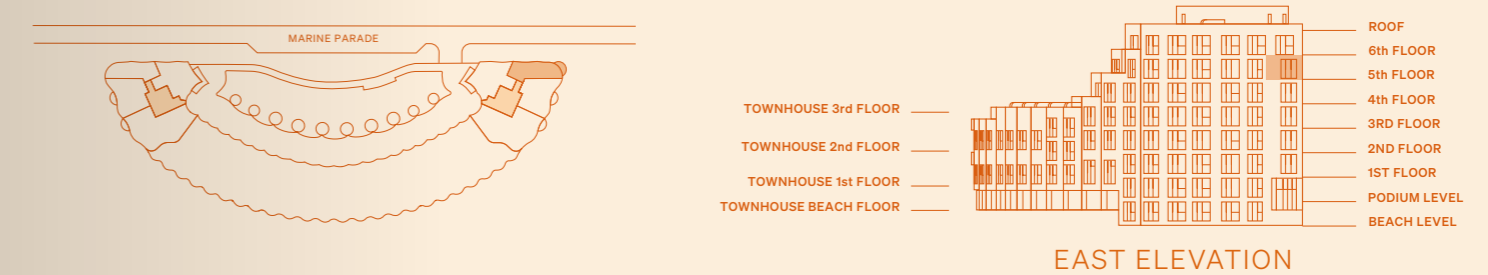 MARINE PARADE
TOWNHOUSE 3rd FLOOR
TOWNHOUSE 2nd FLOOR
TOWNHOUSE 1st FLOOR
TOWNHOUSE BEACH FLOOR
ROOF
6th FLOOR
5th FLOOR
4th FLOOR
3RD FLOOR
2ND FLOOR
1ST FLOOR
PODIUM LEVEL
BEACH LEVEL
EAST ELEVATION